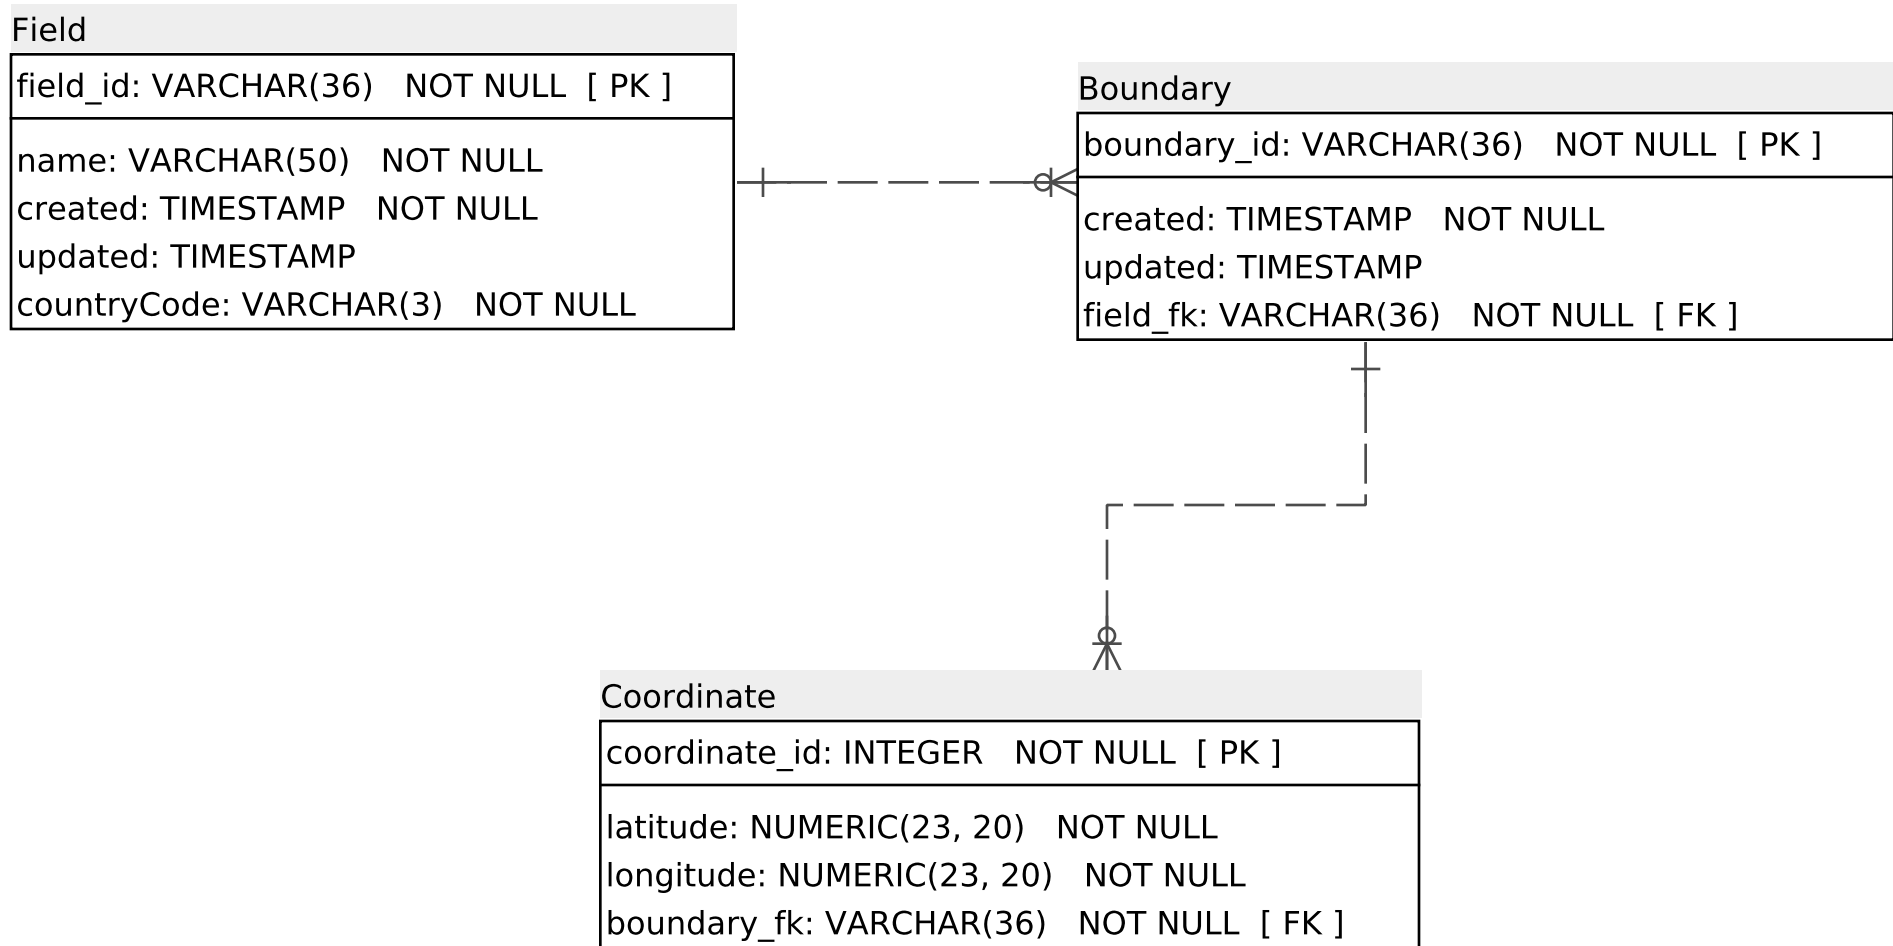 Field
field_id: VARCHAR(36) NOT NULL [ PK ]
name: VARCHAR(50) NOT NULL
created: TIMESTAMP NOT NULL
updated: TIMESTAMP
countryCode: VARCHAR(3) NOT NULL
Boundary
boundary_id: VARCHAR(36) NOT NULL [ PK ]
created: TIMESTAMP NOT NULL
updated: TIMESTAMP
field_fk: VARCHAR(36) NOT NULL [ FK ]
Coordinate
coordinate_id: INTEGER NOT NULL [ PK ]
latitude: NUMERIC(23, 20) NOT NULL
longitude: NUMERIC(23, 20) NOT NULL
boundary_fk: VARCHAR(36) NOT NULL [ FK ]